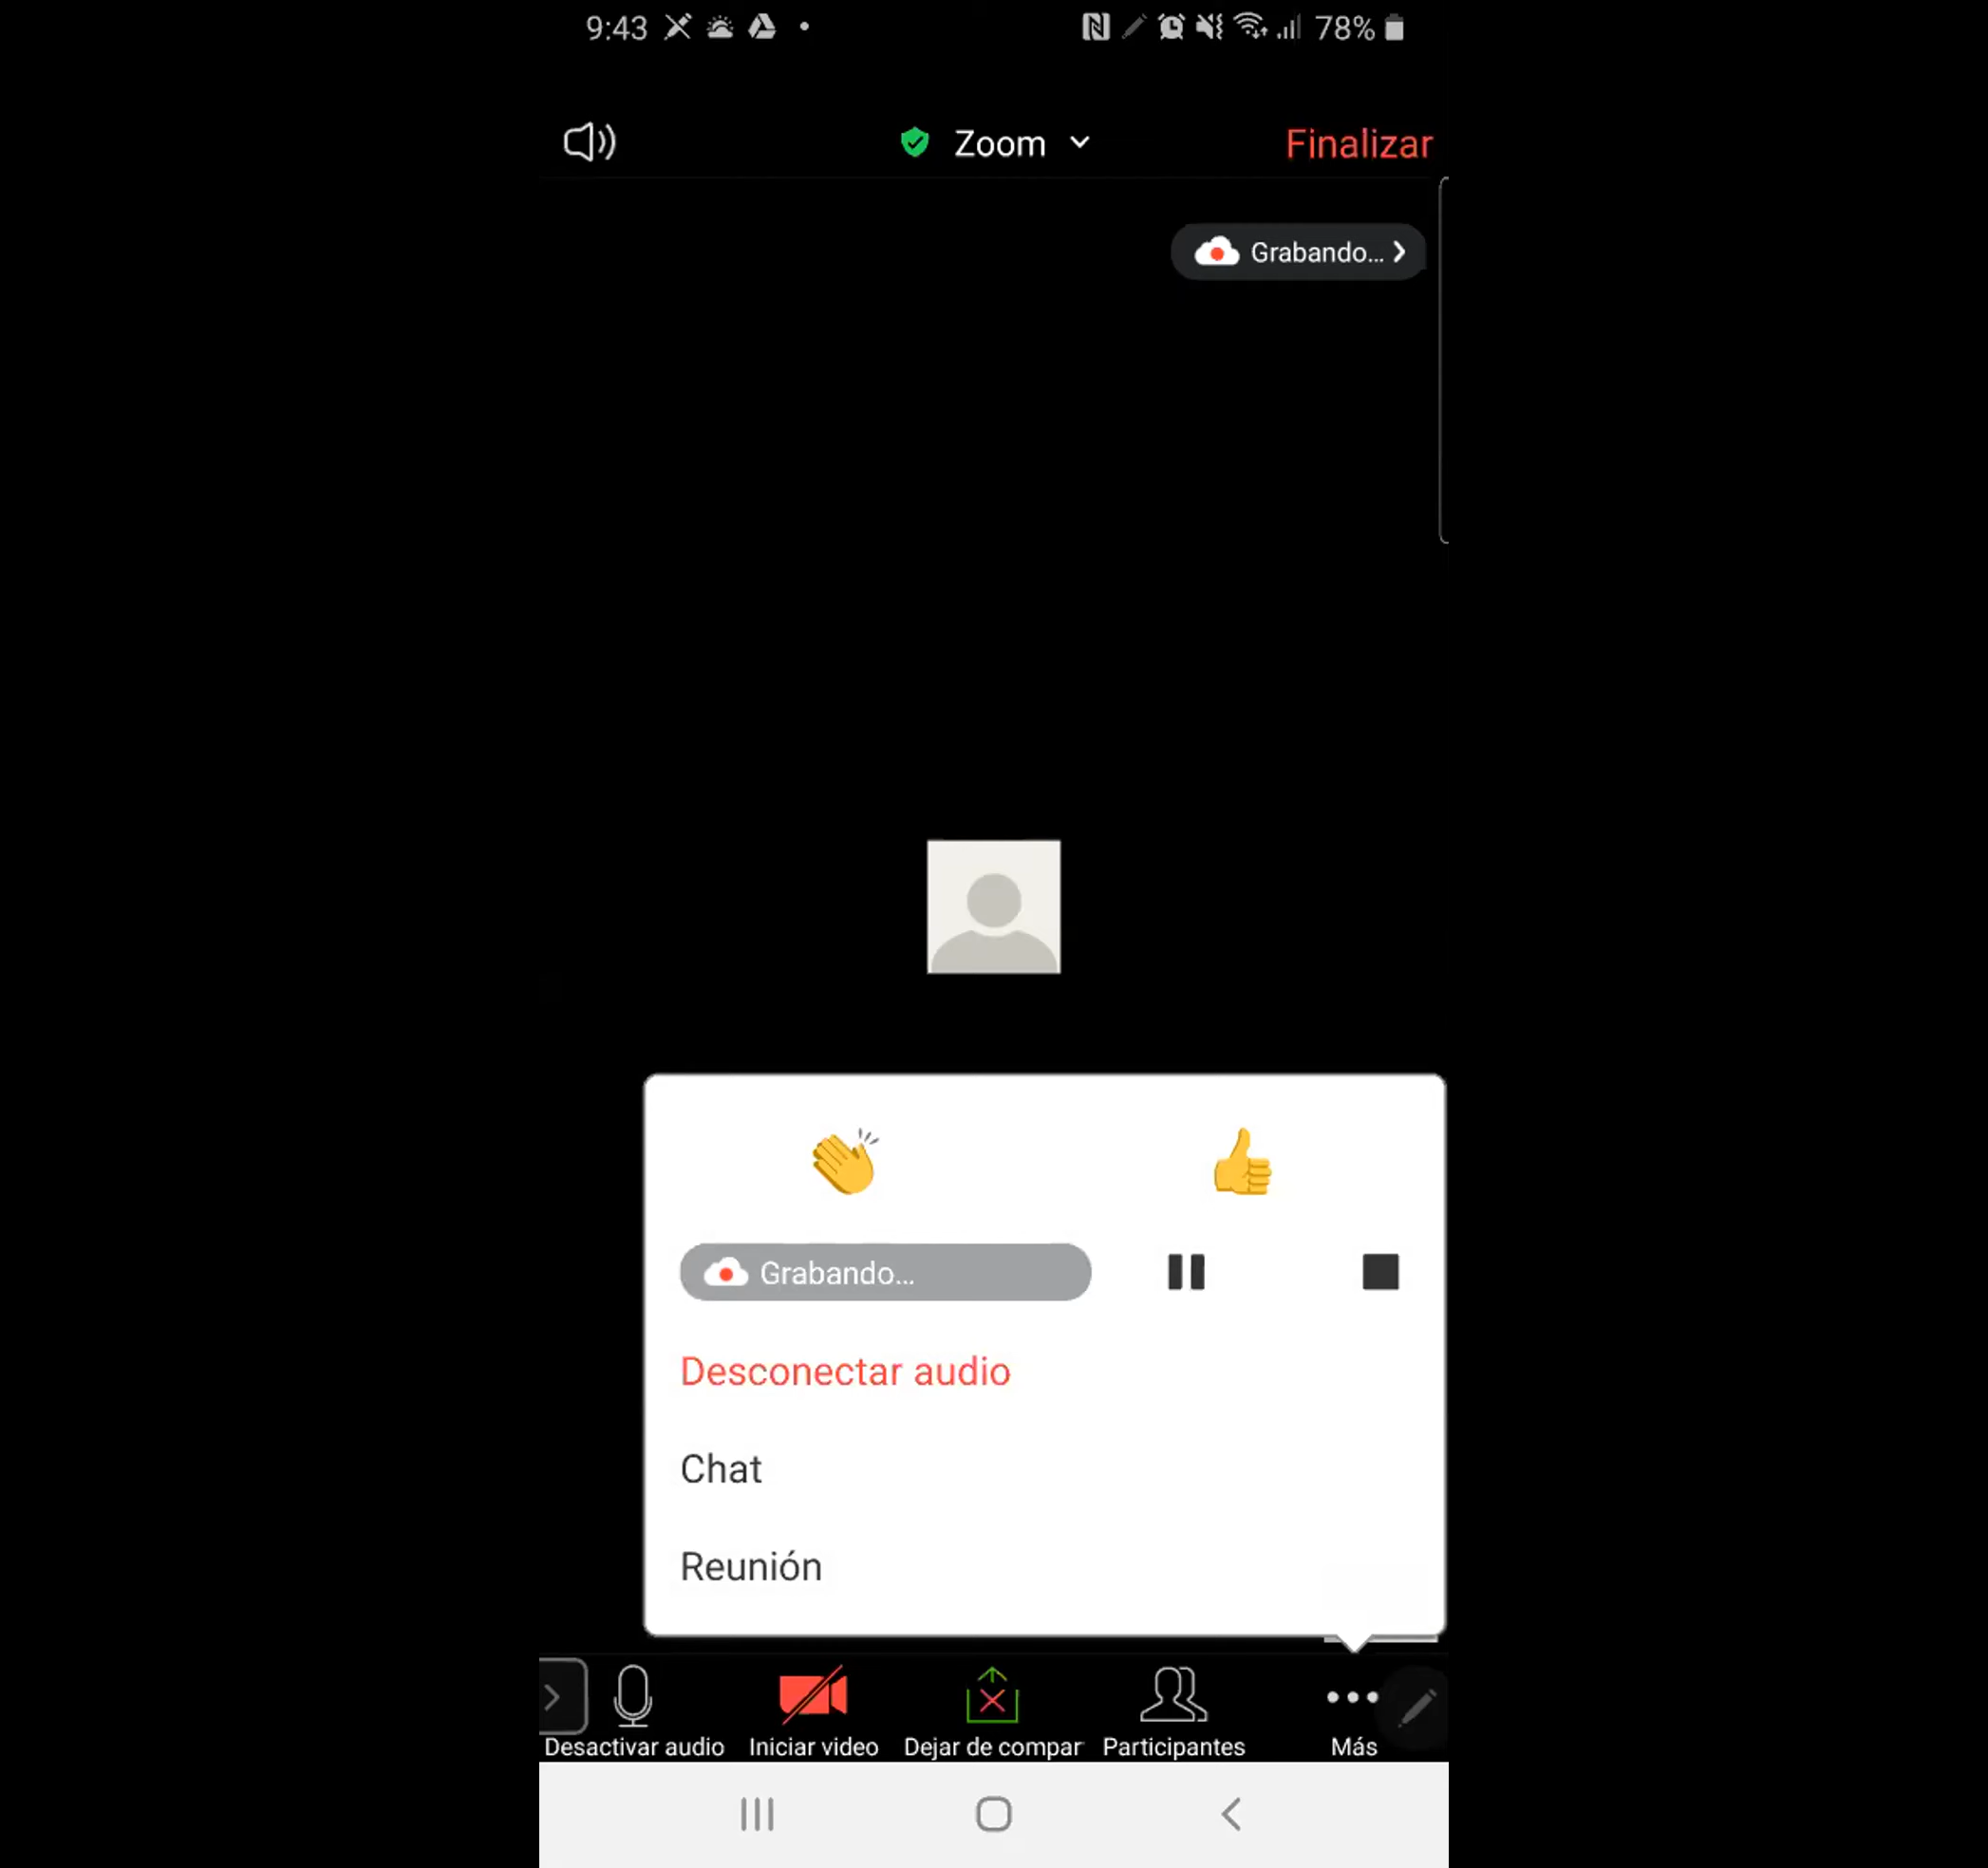 9:43 78%
Zoom Finalizar
Grabando...
Grabando...
Desconectar audio
Chat
Reunión
Desactivar audio Iniciar video Dejar de compar Participantes Más